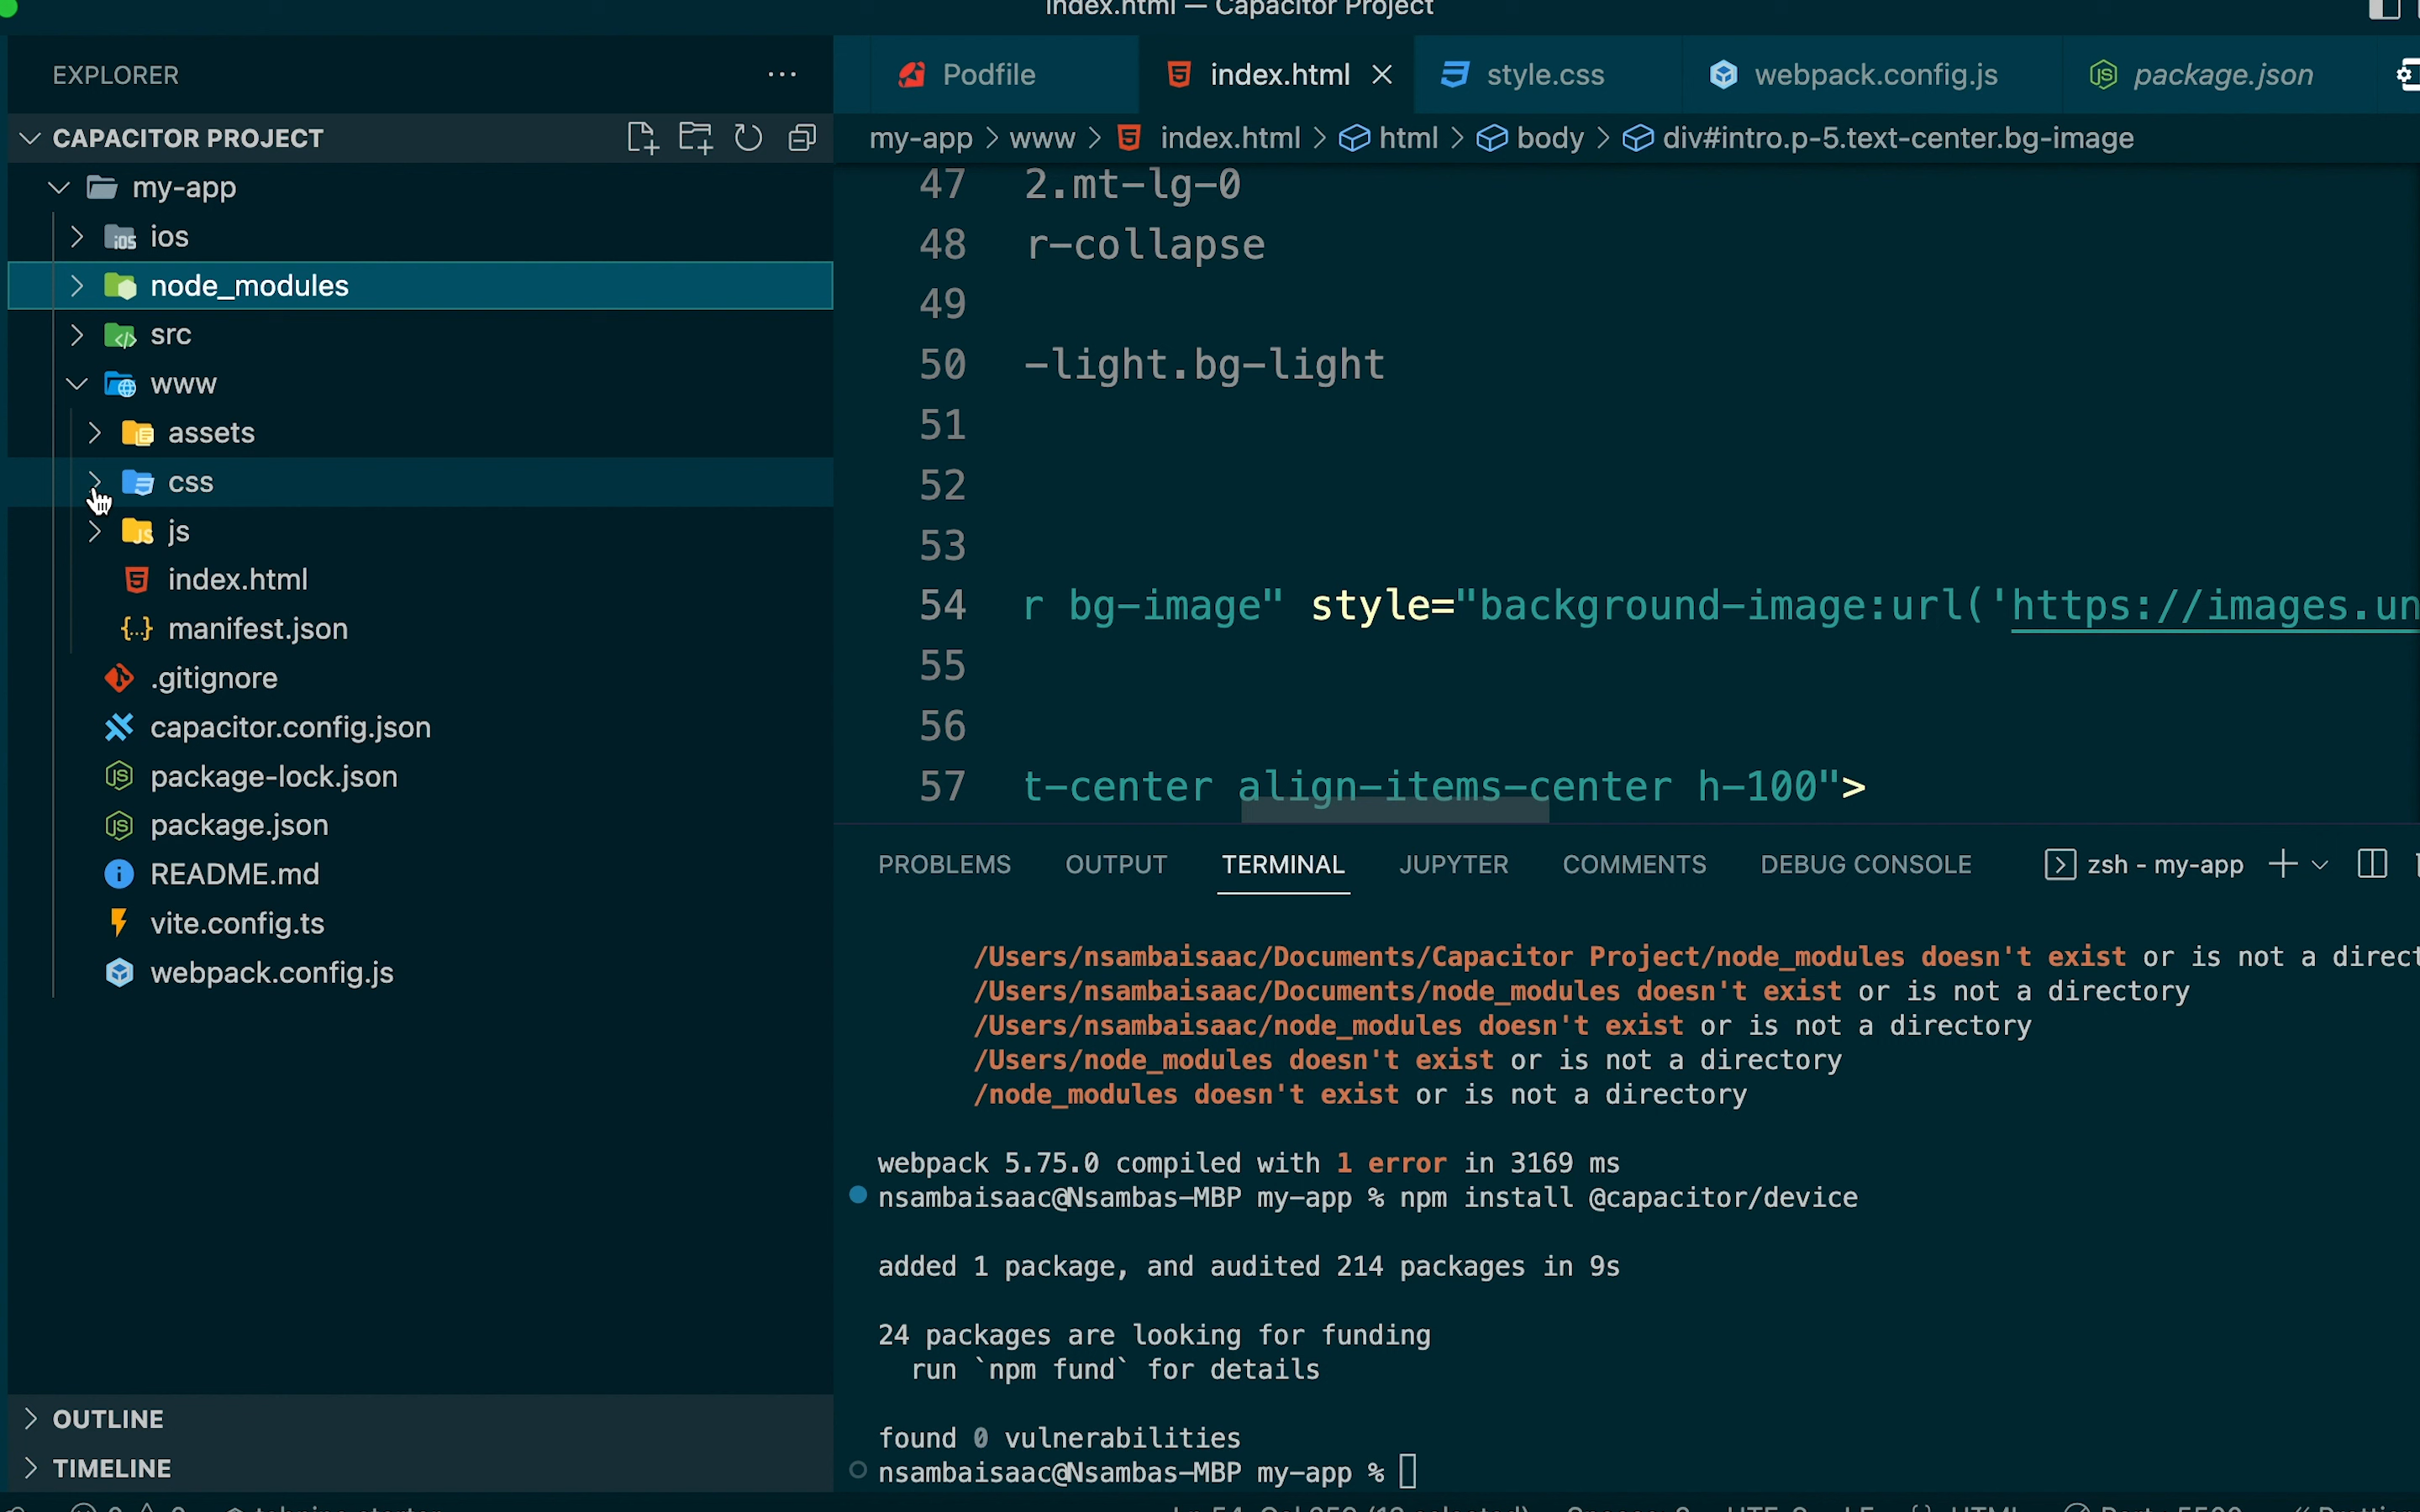 index.html — Capacitor Project
EXPLORER
CAPACITOR PROJECT
my-app
ios
node_modules
src
www
assets
css
js
index.html
manifest.json
.gitignore
capacitor.config.json
package-lock.json
package.json
README.md
vite.config.ts
webpack.config.js
OUTLINE
TIMELINE
Podfile
index.html
style.css
webpack.config.js
package.json
my-app > www > index.html > html > body > div#intro.p-5.text-center.bg-image
47 2.mt-lg-0
48 r-collapse
49
50 -light.bg-light
51
52
53
54 r bg-image" style="background-image:url('https://images.un
55
56
57 t-center align-items-center h-100">
PROBLEMS OUTPUT TERMINAL JUPYTER COMMENTS DEBUG CONSOLE zsh - my-app
/Users/nsambaisaac/Documents/Capacitor Project/node_modules doesn't exist or is not a direct
/Users/nsambaisaac/Documents/node_modules doesn't exist or is not a directory
/Users/nsambaisaac/node_modules doesn't exist or is not a directory
/Users/node_modules doesn't exist or is not a directory
/node_modules doesn't exist or is not a directory
webpack 5.75.0 compiled with 1 error in 3169 ms
nsambaisaac@Nsambas-MBP my-app % npm install @capacitor/device
added 1 package, and audited 214 packages in 9s
24 packages are looking for funding
run `npm fund` for details
found 0 vulnerabilities
nsambaisaac@Nsambas-MBP my-app %